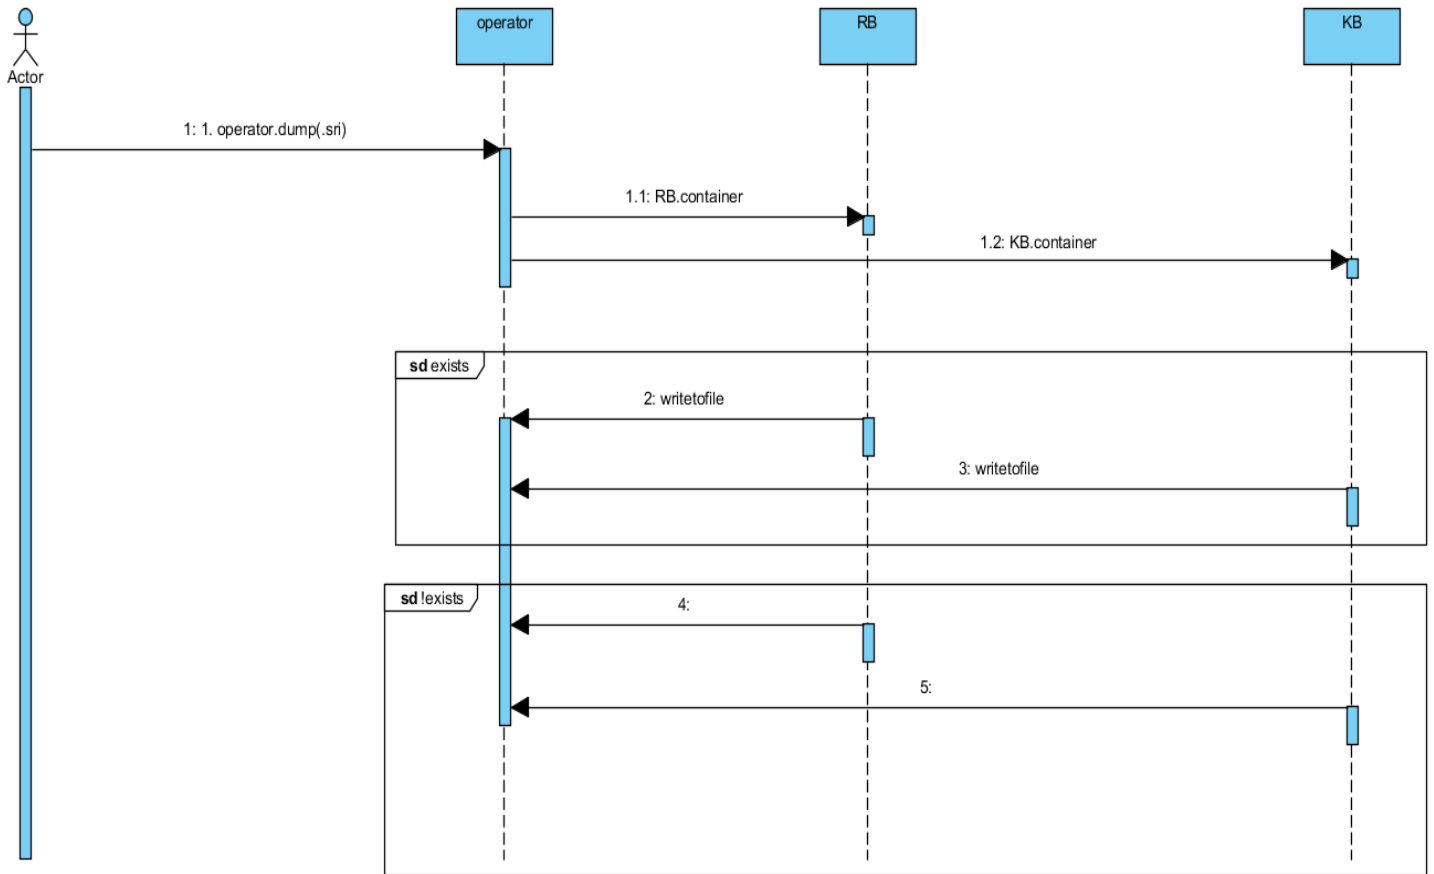 operator
RB
KB
Actor
1: 1. operator.dump(.sri)
1.1: RB.container
1.2: KB.container
sd exists
2: writetofile
3: writetofile
sd !exists
4:
5: